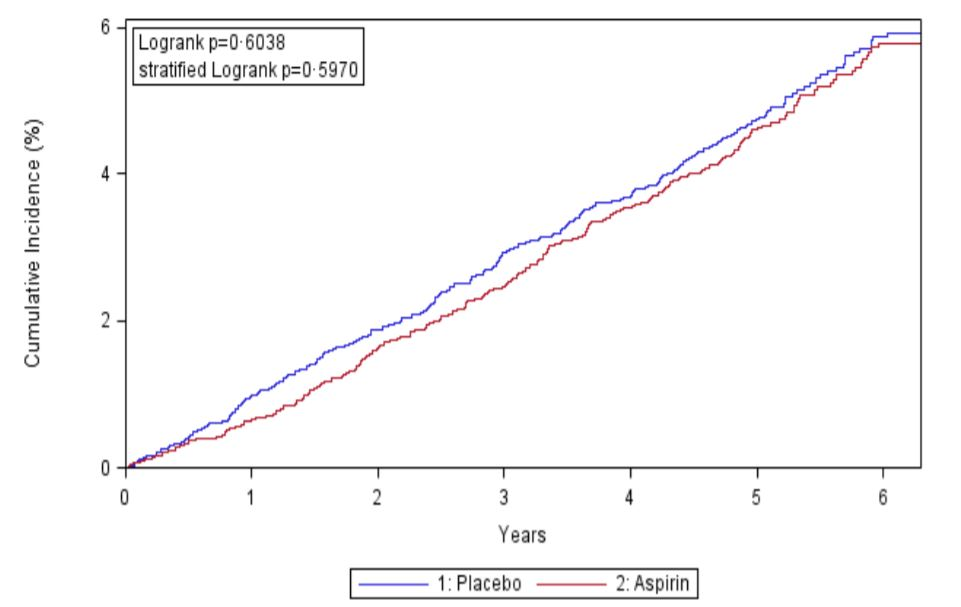 6
Logrank p=0·6038
stratified Logrank p=0·5970
Cumulative Incidence (%)
4
2
0
0 1 2 3 4 5 6
Years
1: Placebo 2: Aspirin